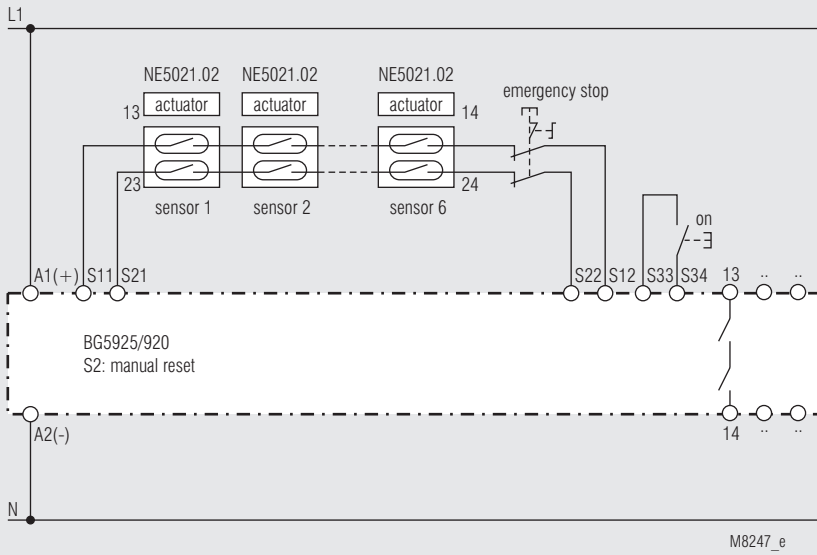 L1
NE5021.02 NE5021.02 NE5021.02
emergency stop
13 actuator actuator actuator 14
23 24
sensor 1 sensor 2 sensor 6
on
A1(+) S11 S21 S22 S12 S33 S34 13 .. ..
BG5925/920
S2: manual reset
A2(-) 14 .. ..
N
M8247_e